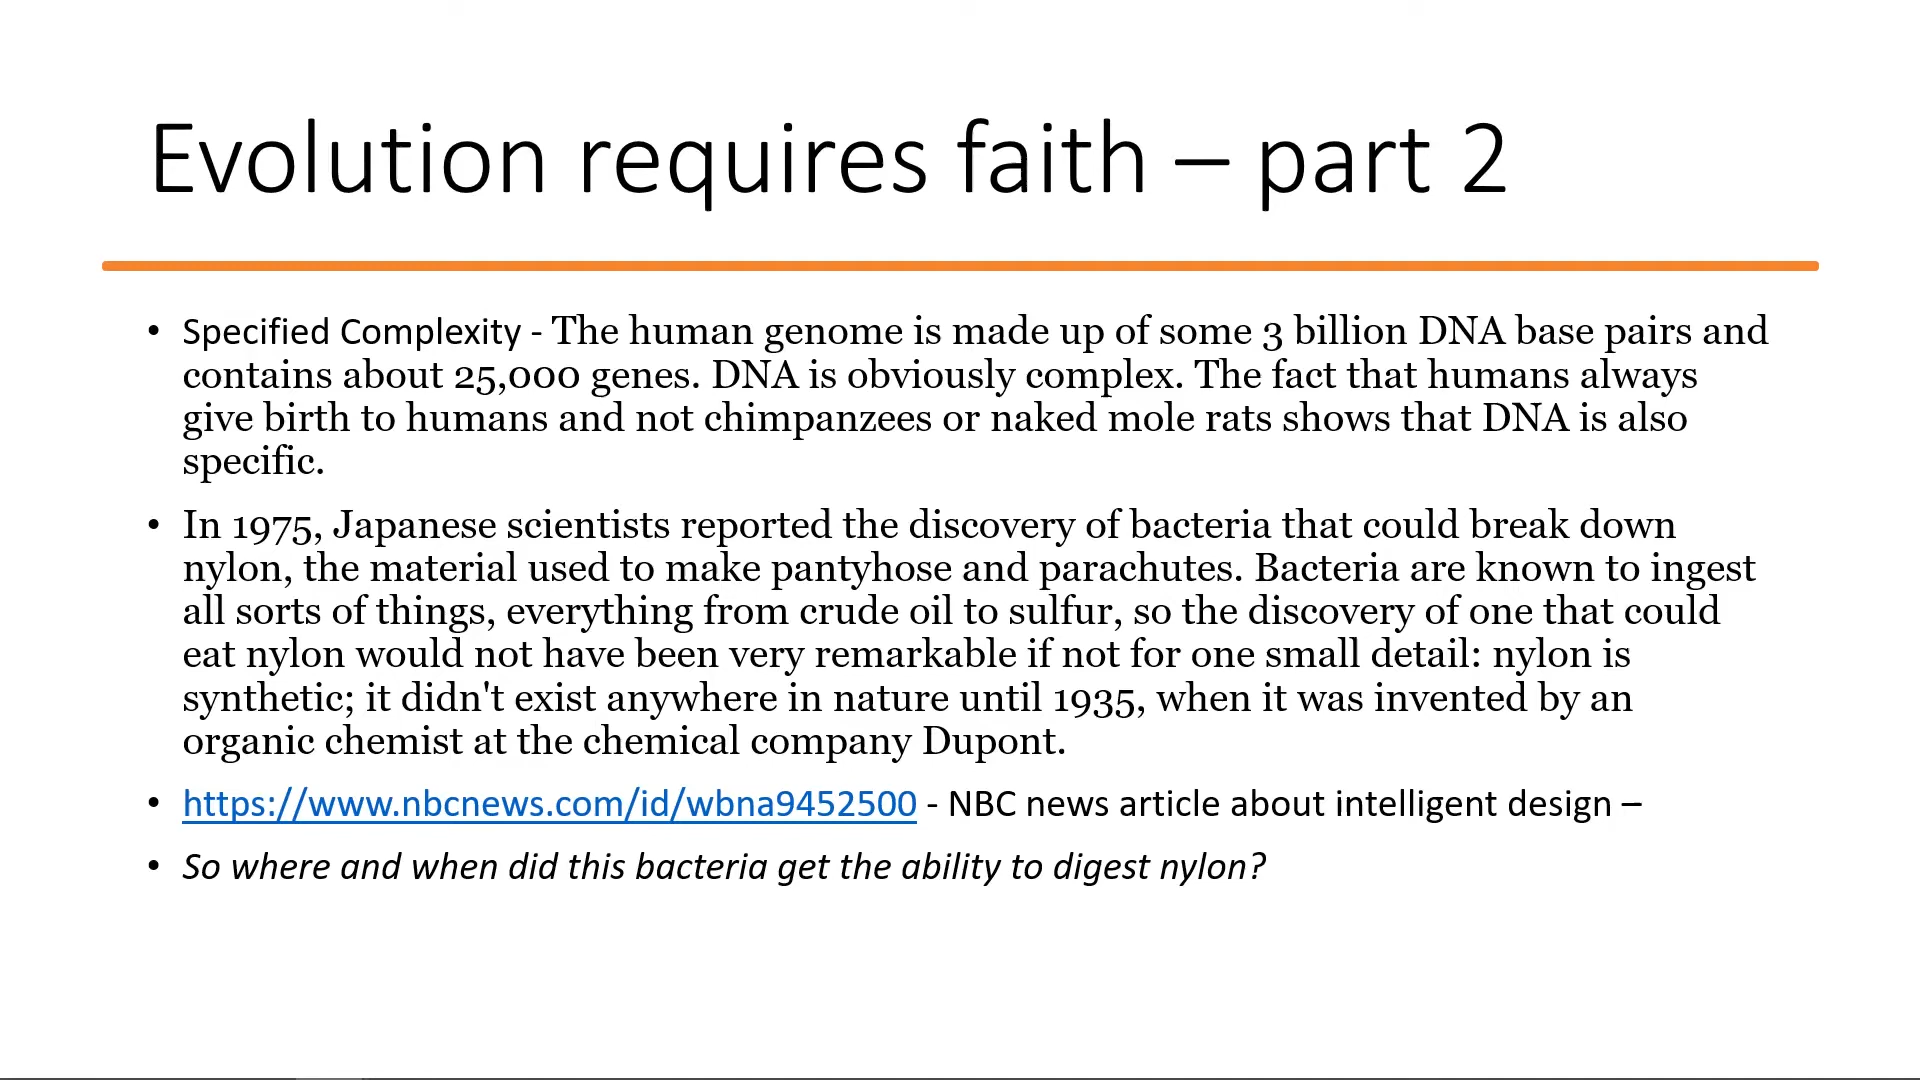 Evolution requires faith – part 2
• Specified Complexity - The human genome is made up of some 3 billion DNA base pairs and
contains about 25,000 genes. DNA is obviously complex. The fact that humans always
give birth to humans and not chimpanzees or naked mole rats shows that DNA is also
specific.
• In 1975, Japanese scientists reported the discovery of bacteria that could break down
nylon, the material used to make pantyhose and parachutes. Bacteria are known to ingest
all sorts of things, everything from crude oil to sulfur, so the discovery of one that could
eat nylon would not have been very remarkable if not for one small detail: nylon is
synthetic; it didn't exist anywhere in nature until 1935, when it was invented by an
organic chemist at the chemical company Dupont.
• https://www.nbcnews.com/id/wbna9452500 - NBC news article about intelligent design –
• So where and when did this bacteria get the ability to digest nylon?